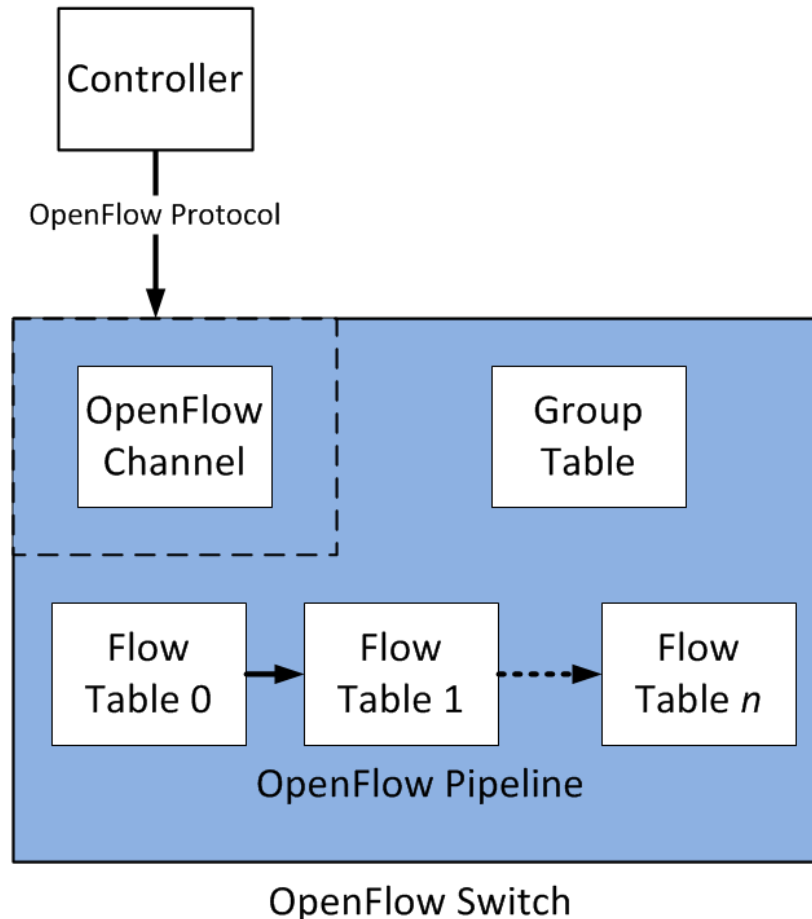 Controller
OpenFlow Protocol
OpenFlow
Channel
Group
Table
Flow
Table 0
Flow
Table 1
Flow
Table n
OpenFlow Pipeline
OpenFlow Switch